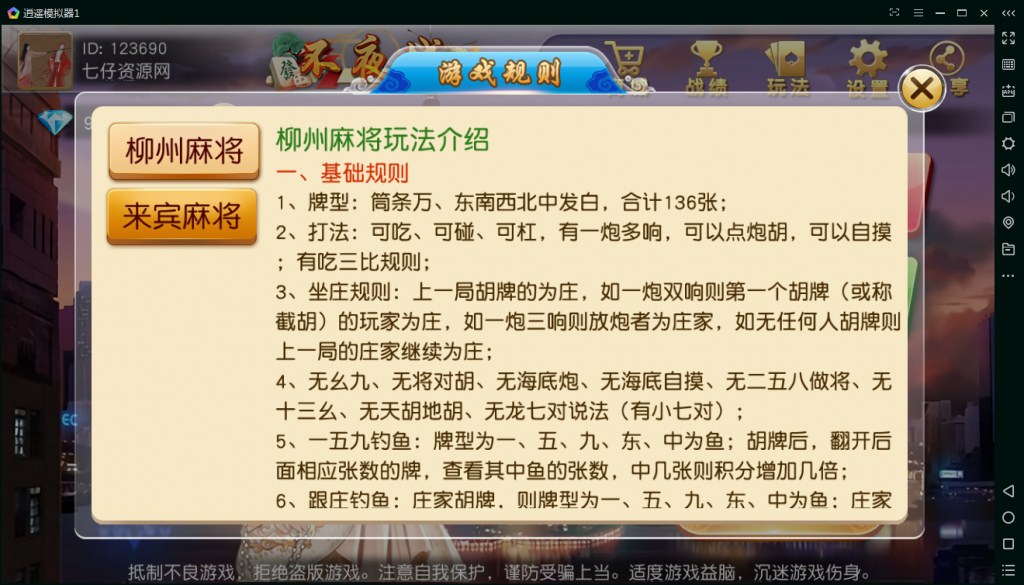 逍遥模拟器1
ID: 123690
七仔资源网
不夜城
發
游戏规则
战绩
玩法
设置
享
柳州麻将
来宾麻将
柳州麻将玩法介绍
一、基础规则
1、牌型：筒条万、东南西北中发白，合计136张；
2、打法：可吃、可碰、可杠，有一炮多响，可以点炮胡，可以自摸
；有吃三比规则；
3、坐庄规则：上一局胡牌的为庄，如一炮双响则第一个胡牌（或称
截胡）的玩家为庄，如一炮三响则放炮者为庄家，如无任何人胡牌则
上一局的庄家继续为庄；
4、无幺九、无将对胡、无海底炮、无海底自摸、无二五八做将、无
十三幺、无天胡地胡、无龙七对说法（有小七对）；
5、一五九钓鱼：牌型为一、五、九、东、中为鱼；胡牌后，翻开后
面相应张数的牌，查看其中鱼的张数，中几张则积分增加几倍；
6、跟庄钓鱼：庄家胡牌，则牌型为一、五、九、东、中为鱼；庄家
抵制不良游戏，拒绝盗版游戏。注意自我保护，谨防受骗上当。适度游戏益脑，沉迷游戏伤身。